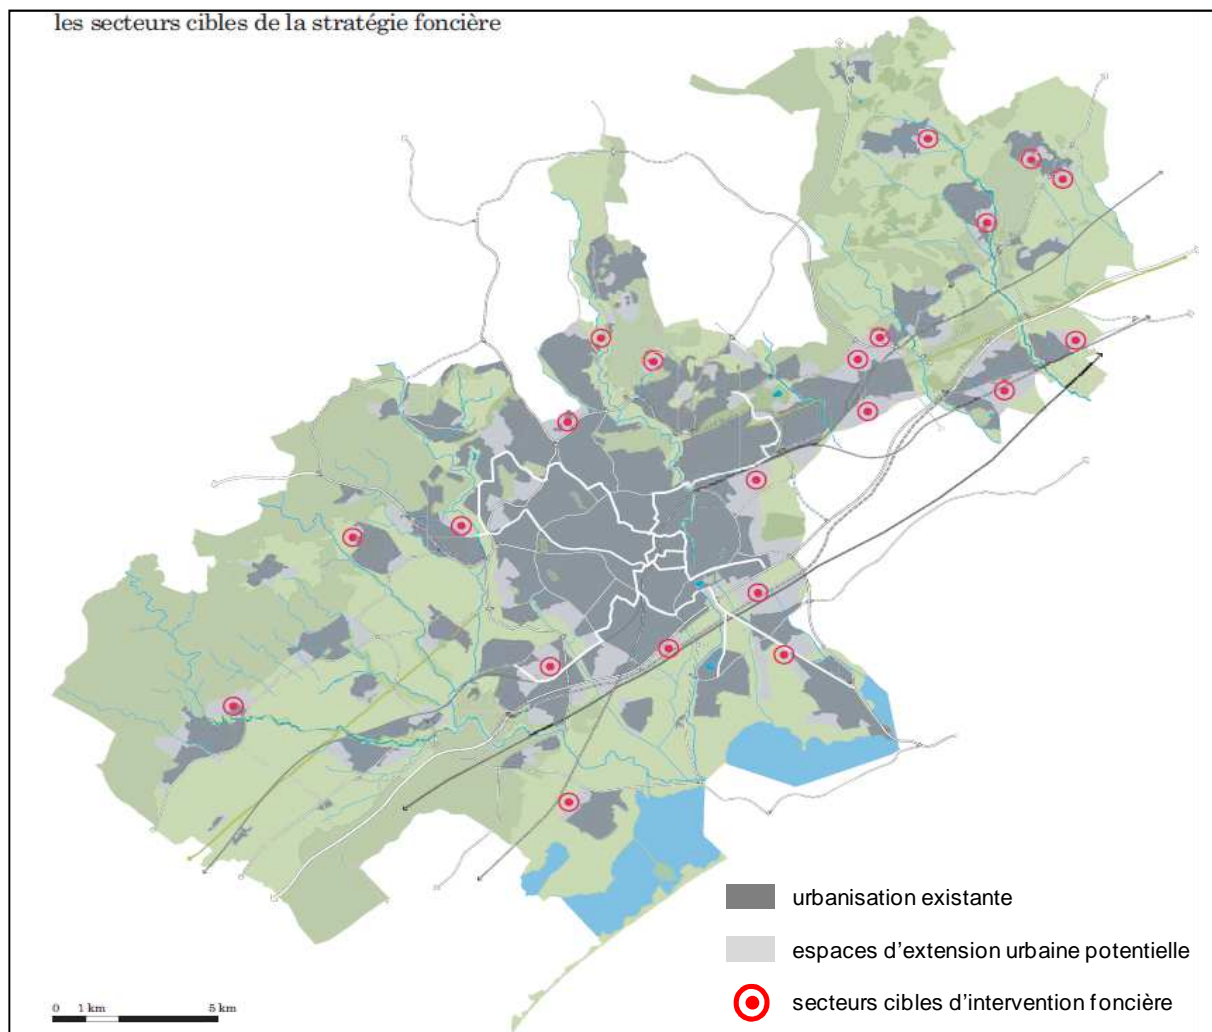 les secteurs cibles de la stratégie foncière
urbanisation existante
espaces d'extension urbaine potentielle
secteurs cibles d'intervention foncière
0 1 km 5 km